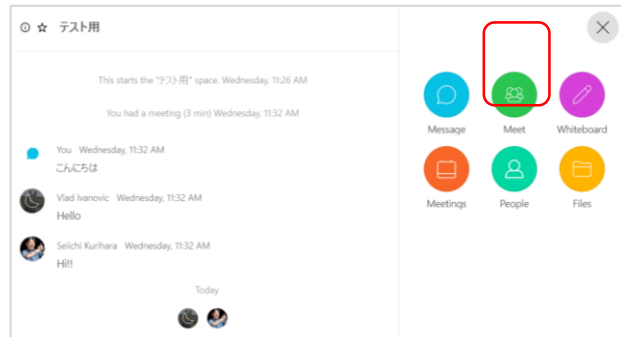 テスト用
This starts the "テスト用" space. Wednesday, 11:26 AM
You had a meeting (3 min) Wednesday, 11:32 AM
You Wednesday, 11:32 AM
こんにちは
Vlad Ivanovic Wednesday, 11:32 AM
Hello
Seiichi Kurihara Wednesday, 11:32 AM
Hi!!
Today
Message Meet Whiteboard
Meetings People Files